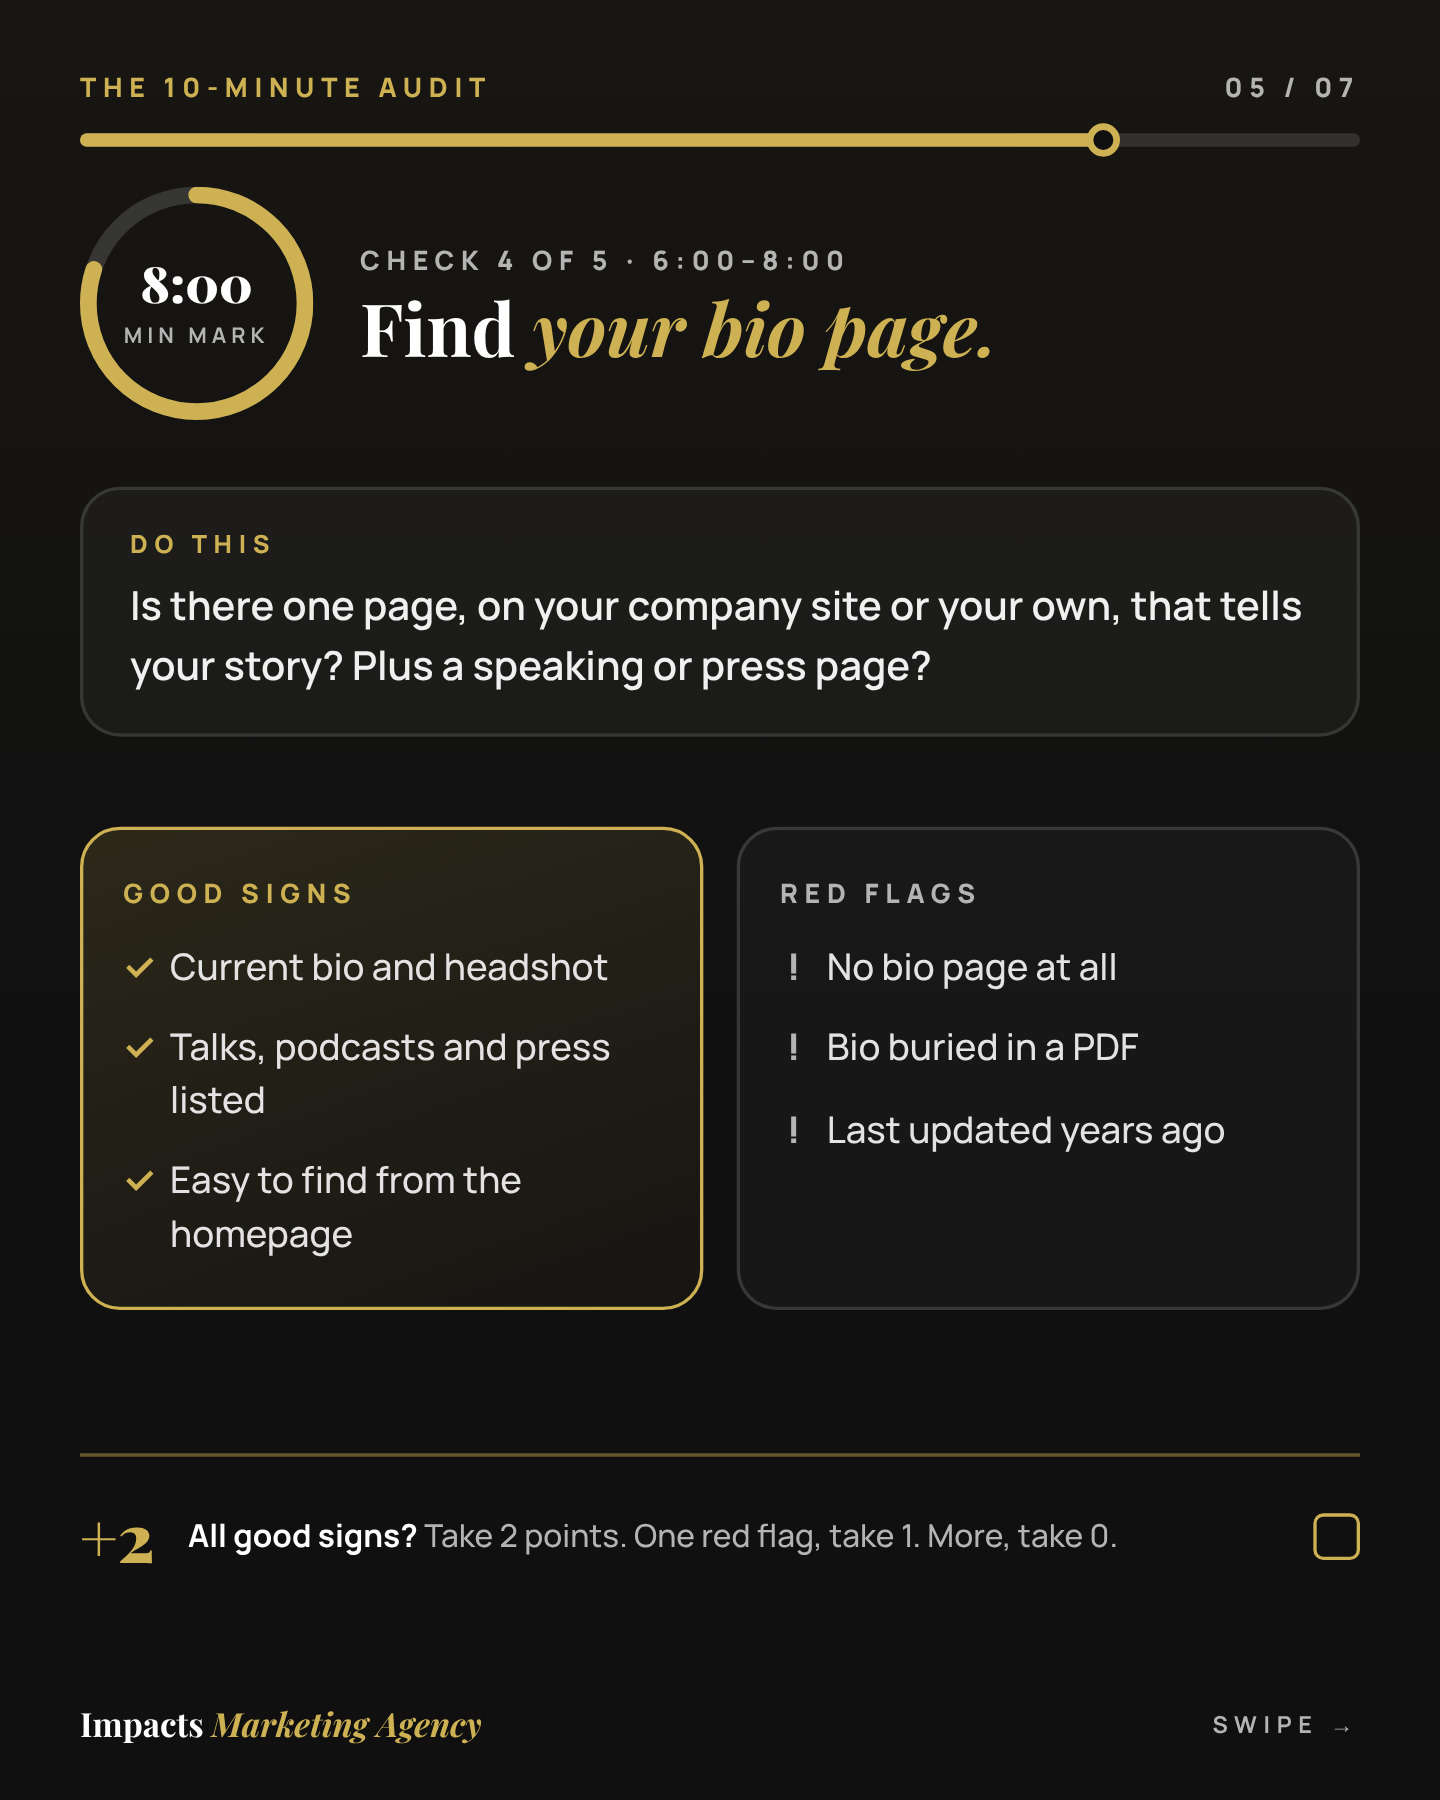 THE 10-MINUTE AUDIT
05 / 07
8:00
MIN MARK
CHECK 4 OF 5 · 6:00–8:00
Find your bio page.
DO THIS
Is there one page, on your company site or your own, that tells
your story? Plus a speaking or press page?
GOOD SIGNS
✓ Current bio and headshot
✓ Talks, podcasts and press
listed
✓ Easy to find from the
homepage
RED FLAGS
! No bio page at all
! Bio buried in a PDF
! Last updated years ago
+2 All good signs? Take 2 points. One red flag, take 1. More, take 0.
Impacts Marketing Agency
SWIPE →